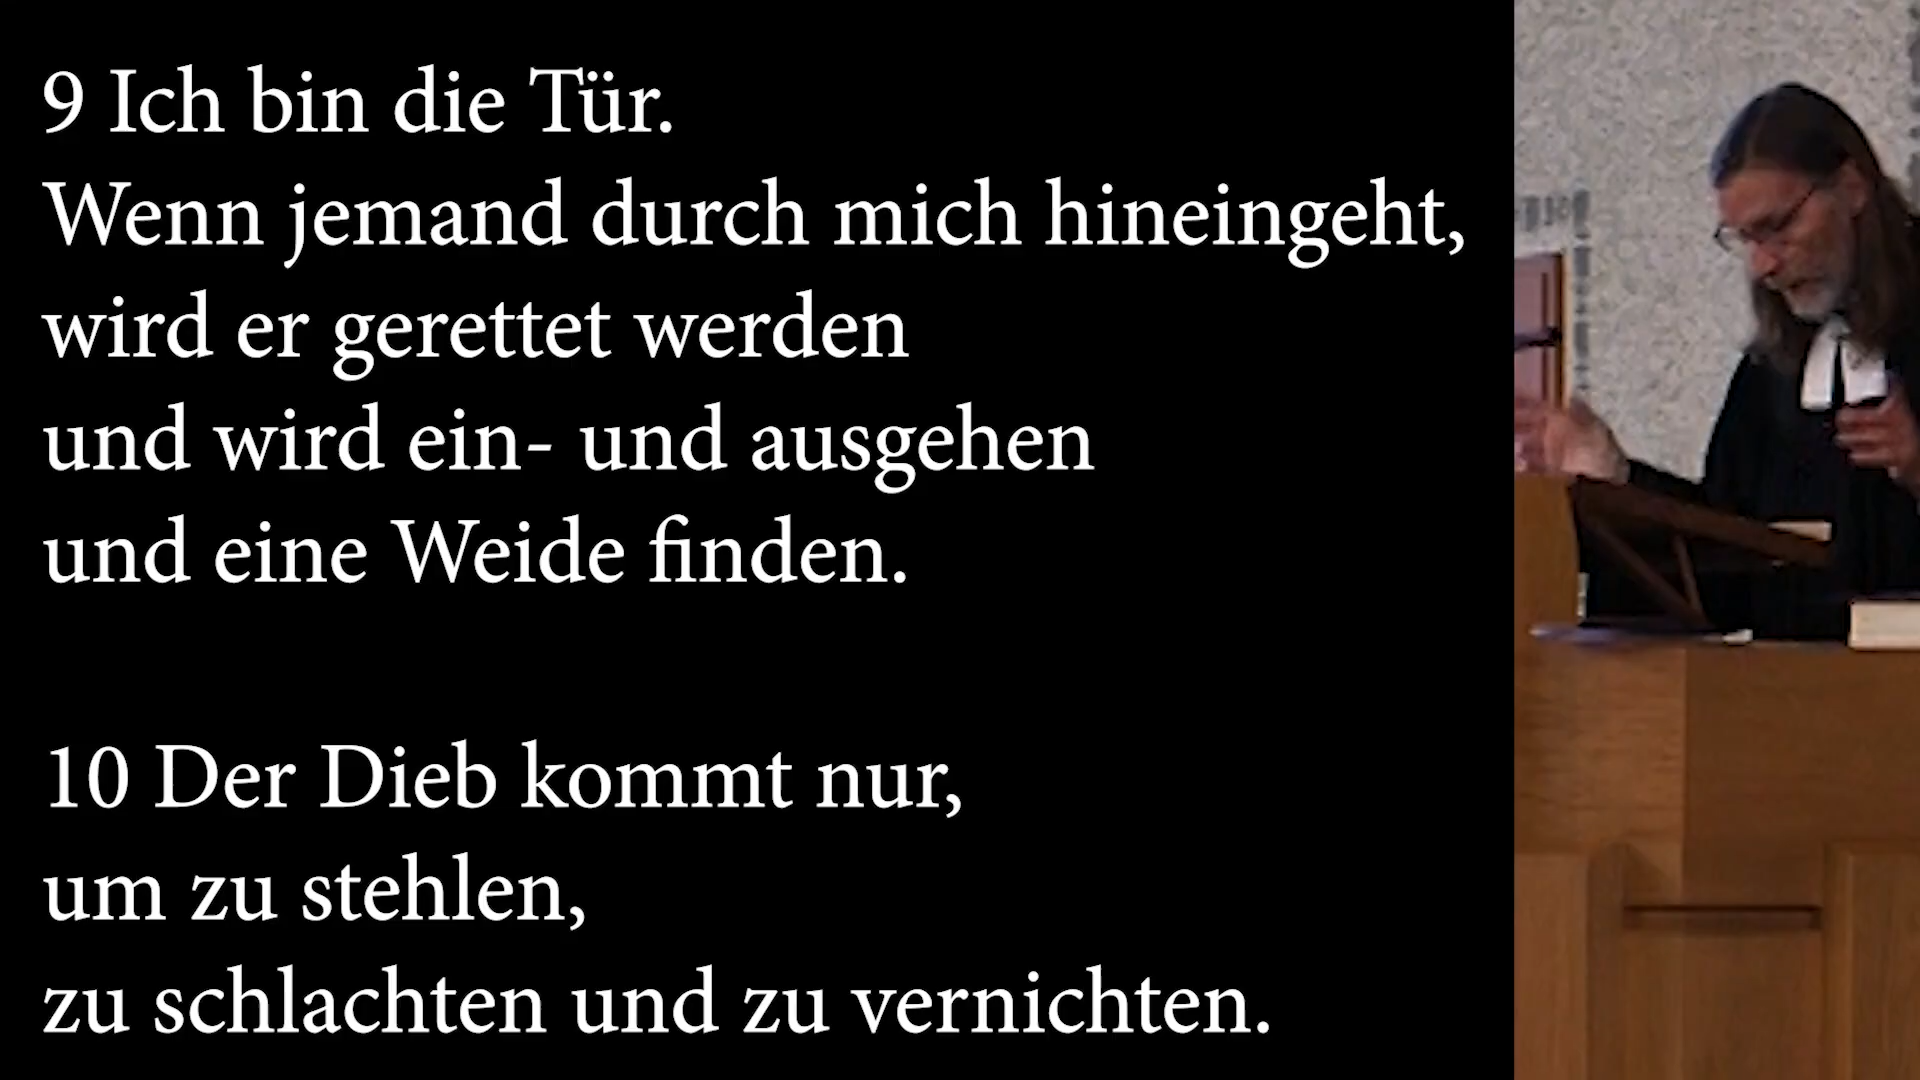 9 Ich bin die Tür.
Wenn jemand durch mich hineingeht,
wird er gerettet werden
und wird ein- und ausgehen
und eine Weide finden.
10 Der Dieb kommt nur,
um zu stehlen,
zu schlachten und zu vernichten.